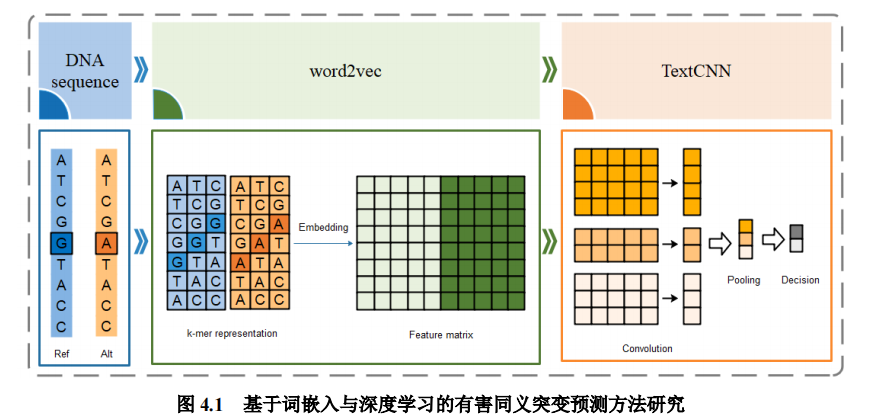 DNA
sequence
word2vec
TextCNN
A A
T T
C C
G G
G A
T T
A A
C C
C C
Ref Alt
A T C A T C
T C G T C G
C G G C G A
G G T G A T
G T A A T A
T A C T A C
A C C A C C
k-mer representation
Embedding
Feature matrix
Convolution
Pooling
Decision
图 4.1 基于词嵌入与深度学习的有害同义突变预测方法研究